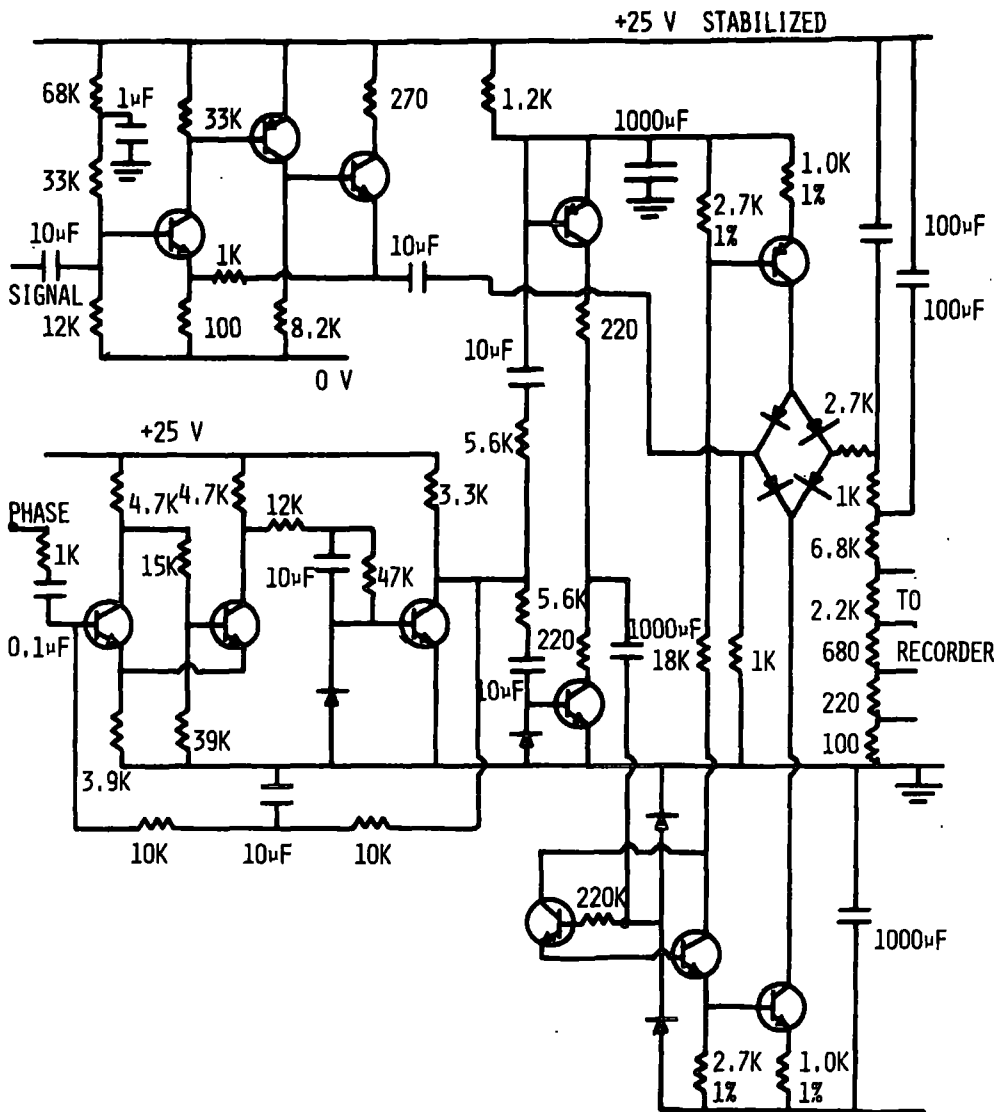 +25 V STABILIZED
68K
1µF
33K
270
1.2K
1000µF
1.0K
1%
33K
2.7K
1%
10µF
SIGNAL
1K
10µF
100µF
100µF
12K
100
8.2K
220
0 V
10µF
2.7K
+25 V
5.6K
1K
4.7K
4.7K
12K
3.3K
PHASE
1K
6.8K
15K
10µF
47K
5.6K
2.2K
TO
0.1µF
220
1000µF
18K
1K
680
RECORDER
10µF
220
39K
100
3.9K
10K
10µF
10K
220K
1000µF
2.7K
1%
1.0K
1%